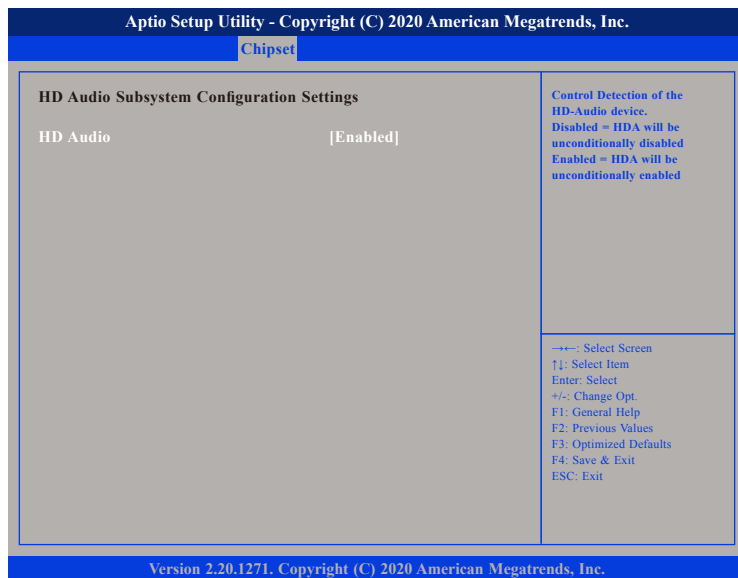 Aptio Setup Utility - Copyright (C) 2020 American Megatrends, Inc.
Chipset
HD Audio Subsystem Configuration Settings
HD Audio [Enabled]
Control Detection of the
HD-Audio device.
Disabled = HDA will be
unconditionally disabled
Enabled = HDA will be
unconditionally enabled
→←: Select Screen
↑↓: Select Item
Enter: Select
+/-: Change Opt.
F1: General Help
F2: Previous Values
F3: Optimized Defaults
F4: Save & Exit
ESC: Exit
Version 2.20.1271. Copyright (C) 2020 American Megatrends, Inc.